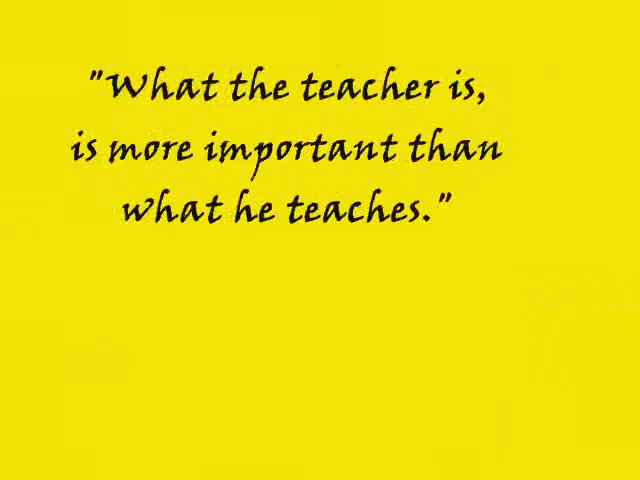 "What the teacher is,
is more important than
what he teaches."